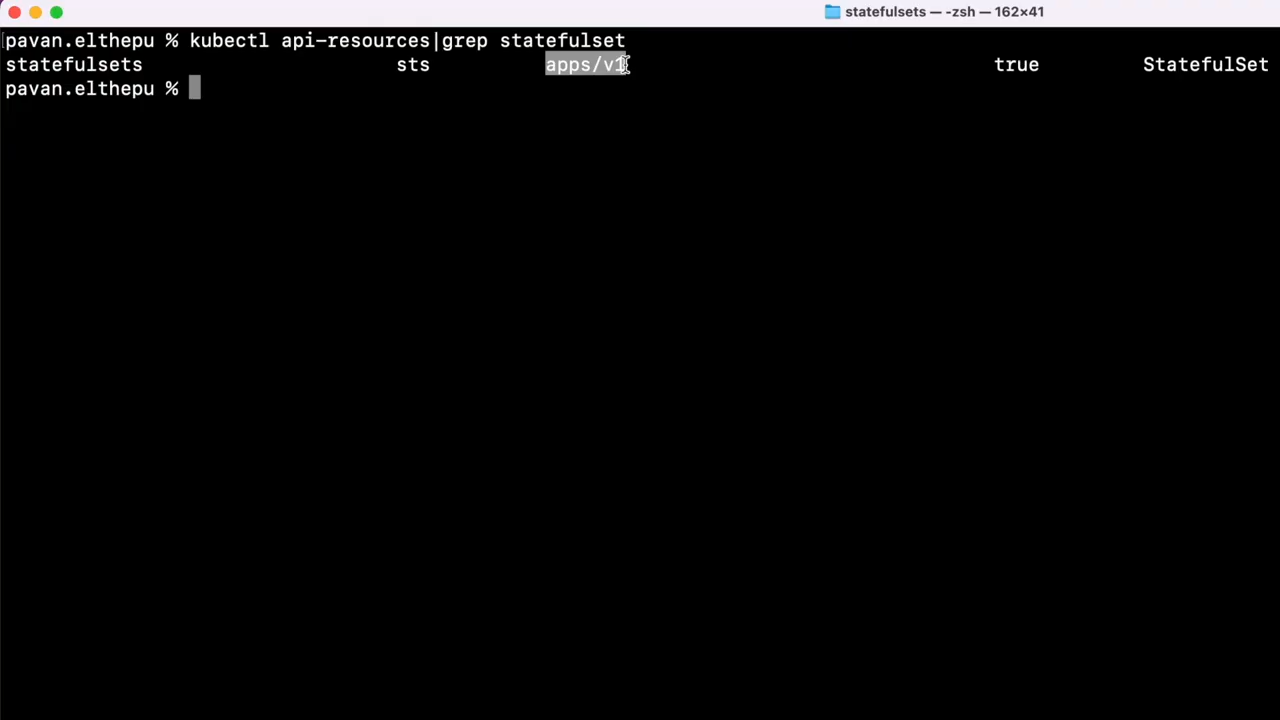 statefulsets — -zsh — 162×41
pavan.elthepu % kubectl api-resources|grep statefulset
statefulsets sts apps/v1 true StatefulSet
pavan.elthepu %